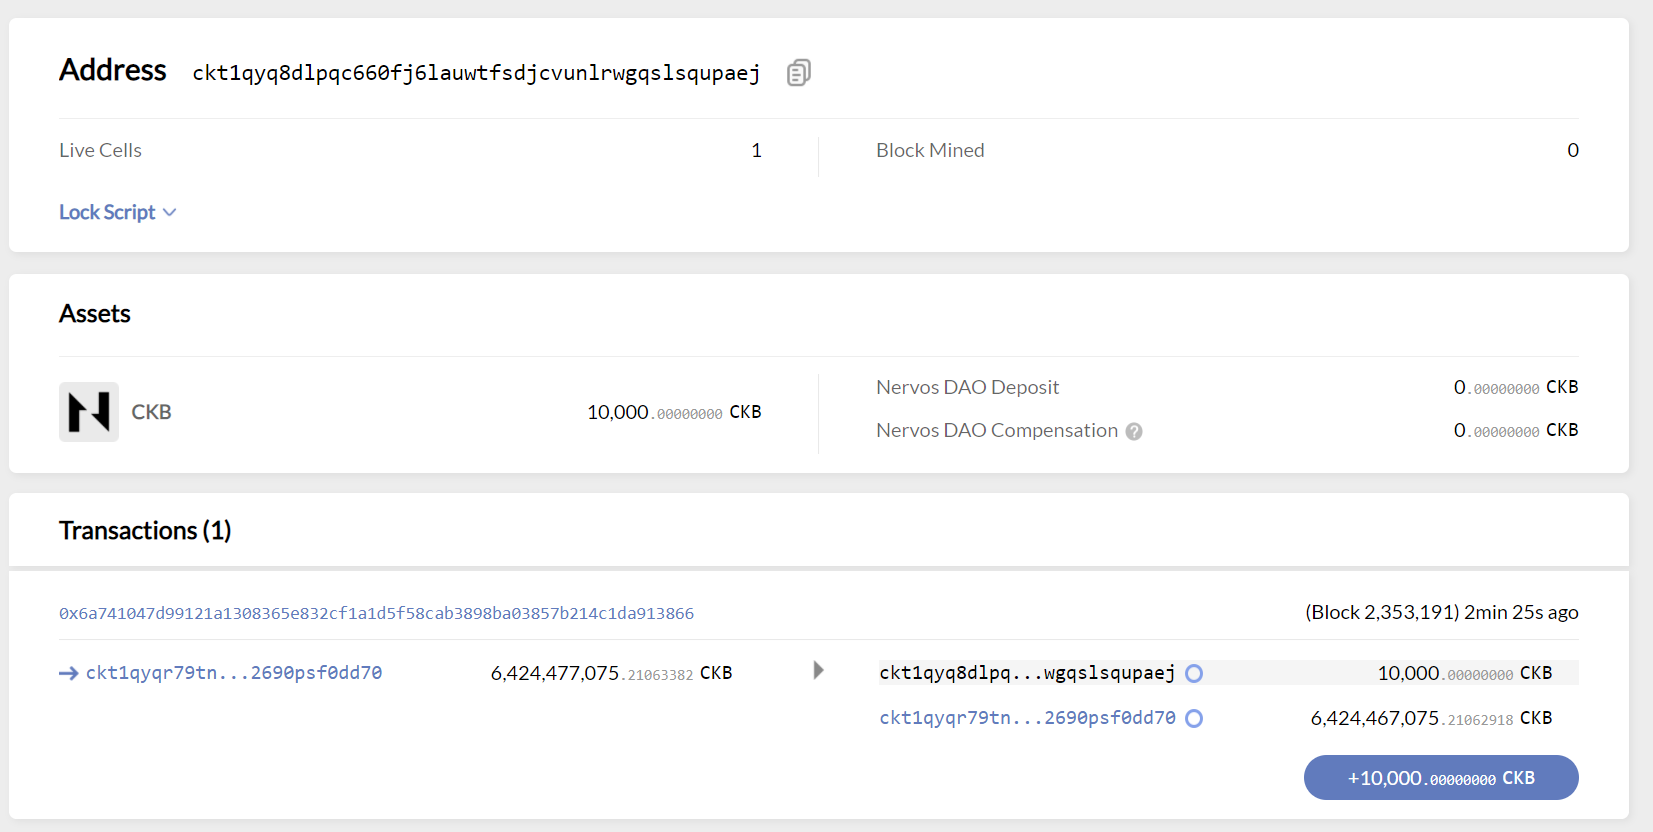 Address ckt1qyq8dlpqc660fj6lauwtfsdjcvunlrwgqslsqupaej
Live Cells 1 Block Mined 0
Lock Script
Assets
CKB 10,000.00000000 CKB
Nervos DAO Deposit 0.00000000 CKB
Nervos DAO Compensation ? 0.00000000 CKB
Transactions (1)
0x6a741047d99121a1308365e832cf1a1d5f58cab3898ba03857b214c1da913866 (Block 2,353,191) 2min 25s ago
ckt1qyqr79tn...2690psf0dd70 6,424,477,075.21063382 CKB
ckt1qyq8dlpq...wgqslsqupaej 10,000.00000000 CKB
ckt1qyqr79tn...2690psf0dd70 6,424,467,075.21062918 CKB
+10,000.00000000 CKB